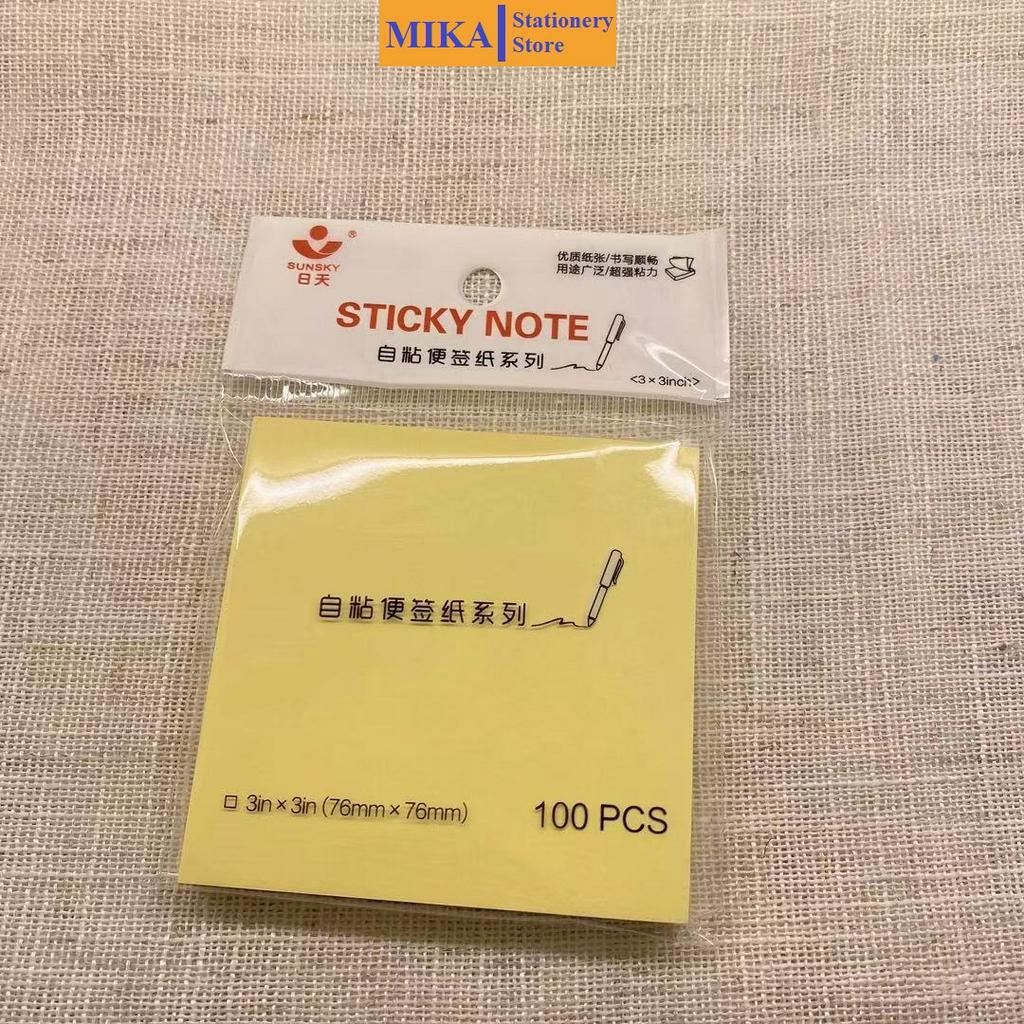 MIKA
Stationery
Store
®
SUNSKY
日天
优质纸张/书写顺畅
用途广泛/超强粘力
STICKY NOTE
自粘便签纸系列
<3×3inch>
自粘便签纸系列
3in×3in (76mm×76mm)
100 PCS